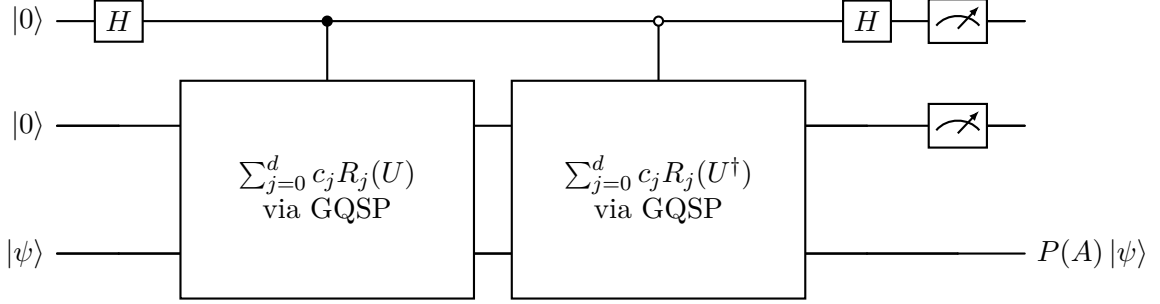 |0⟩ H H
|0⟩
∑_{j=0}^{d} c_j R_j(U)
via GQSP
∑_{j=0}^{d} c_j R_j(U^†)
via GQSP
|ψ⟩ P(A) |ψ⟩